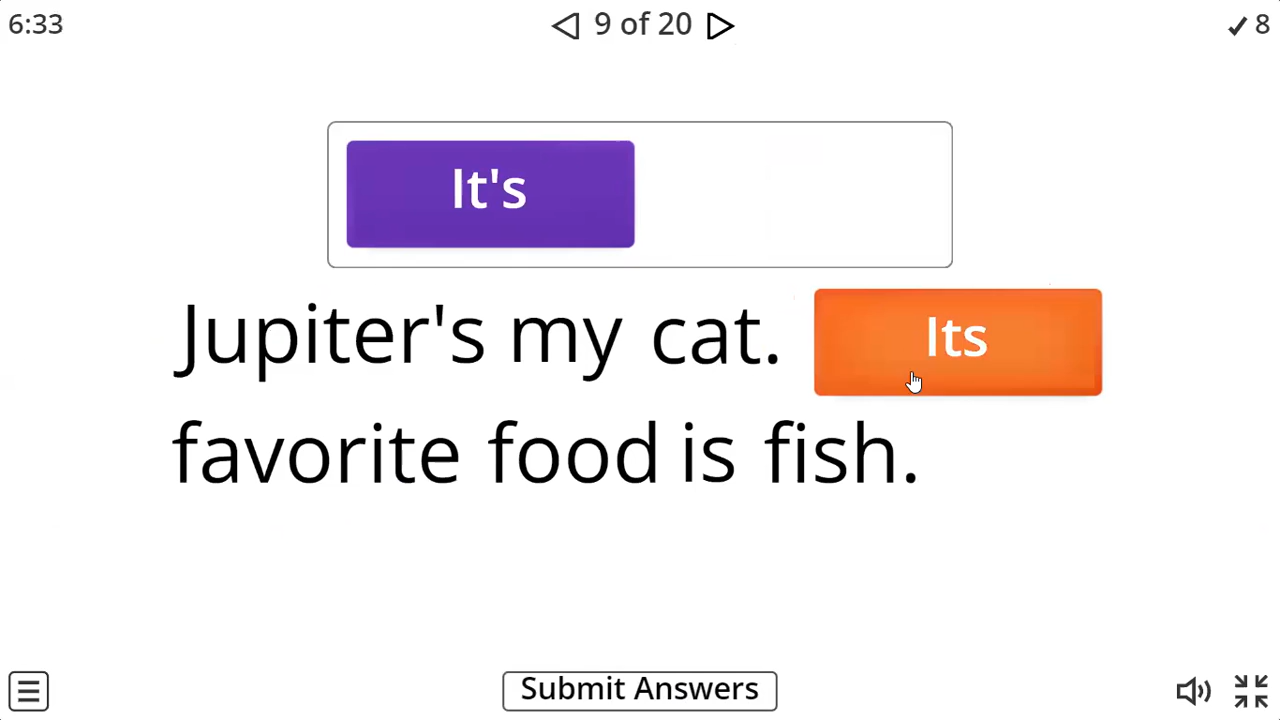 6:33
9 of 20
✓ 8
It's
Jupiter's my cat. Its
favorite food is fish.
Submit Answers